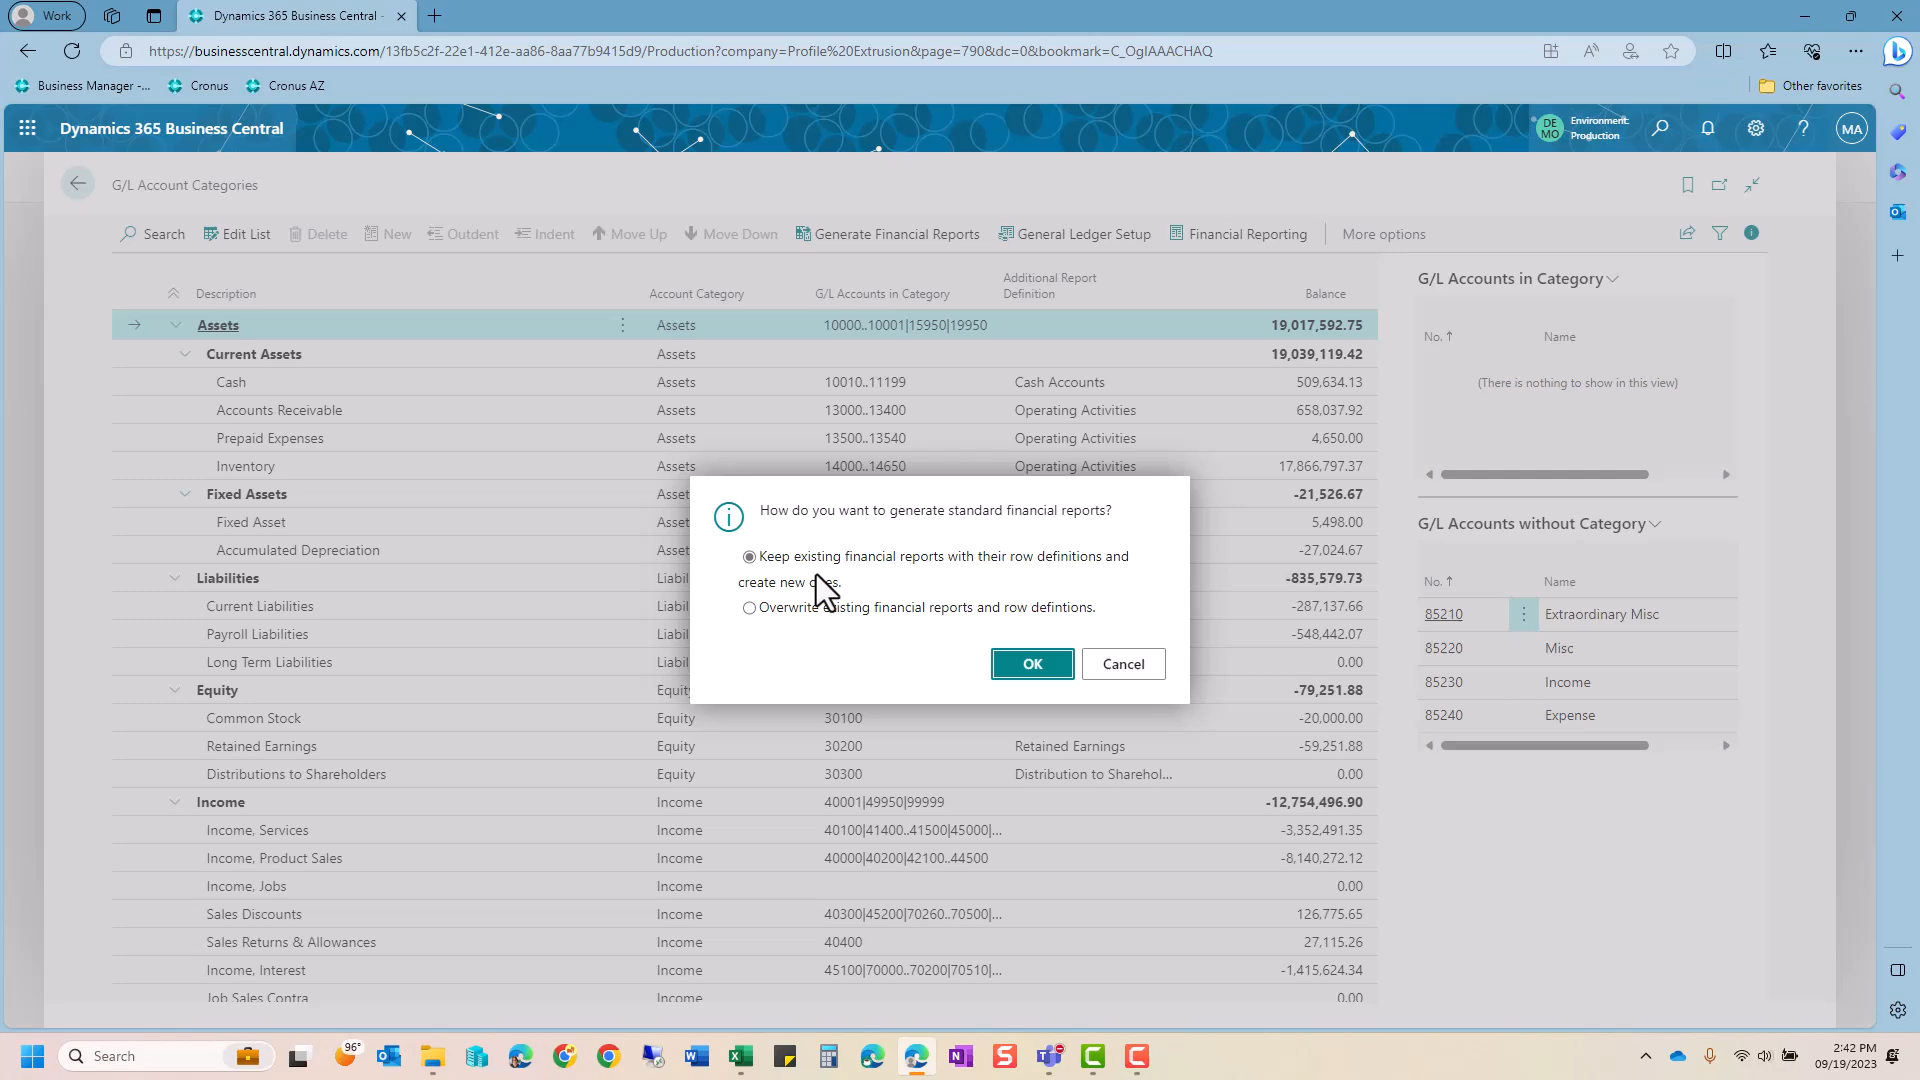 Work
Dynamics 365 Business Central -
https://businesscentral.dynamics.com/13fb5c2f-22e1-412e-aa86-8aa77b9415d9/Production?company=Profile%20Extrusion&page=790&dc=0&bookmark=C_OgIAAACHAQ
Business Manager -... Cronus Cronus AZ Other favorites
Dynamics 365 Business Central
DE MO Environment: Production MA
G/L Account Categories
Search Edit List Delete New Outdent Indent Move Up Move Down Generate Financial Reports General Ledger Setup Financial Reporting More options
Description Account Category G/L Accounts in Category Additional Report Definition Balance
Assets Assets 10000..10001|15950|19950 19,017,592.75
Current Assets Assets 19,039,119.42
Cash Assets 10010..11199 Cash Accounts 509,634.13
Accounts Receivable Assets 13000..13400 Operating Activities 658,037.92
Prepaid Expenses Assets 13500..13540 Operating Activities 4,650.00
Inventory Assets 14000..14650 Operating Activities 17,866,797.37
Fixed Assets Asset -21,526.67
Fixed Asset Asset 5,498.00
Accumulated Depreciation Asset -27,024.67
Liabilities Liabil -835,579.73
Current Liabilities Liabil -287,137.66
Payroll Liabilities Liabil -548,442.07
Long Term Liabilities Liabil 0.00
Equity Equity -79,251.88
Common Stock Equity 30100 -20,000.00
Retained Earnings Equity 30200 Retained Earnings -59,251.88
Distributions to Shareholders Equity 30300 Distribution to Sharehol... 0.00
Income Income 40001|49950|99999 -12,754,496.90
Income, Services Income 40100|41400..41500|45000|... -3,352,491.35
Income, Product Sales Income 40000|40200|42100..44500 -8,140,272.12
Income, Jobs Income 0.00
Sales Discounts Income 40300|45200|70260..70500|... 126,775.65
Sales Returns & Allowances Income 40400 27,115.26
Income, Interest Income 45100|70000..70200|70510|... -1,415,624.34
Job Sales Contra Income 0.00
How do you want to generate standard financial reports?
Keep existing financial reports with their row definitions and
create new ones.
Overwrite existing financial reports and row defintions.
OK Cancel
G/L Accounts in Category
No. ↑ Name
(There is nothing to show in this view)
G/L Accounts without Category
No. ↑ Name
85210 Extraordinary Misc
85220 Misc
85230 Income
85240 Expense
Search
96°
2:42 PM
09/19/2023